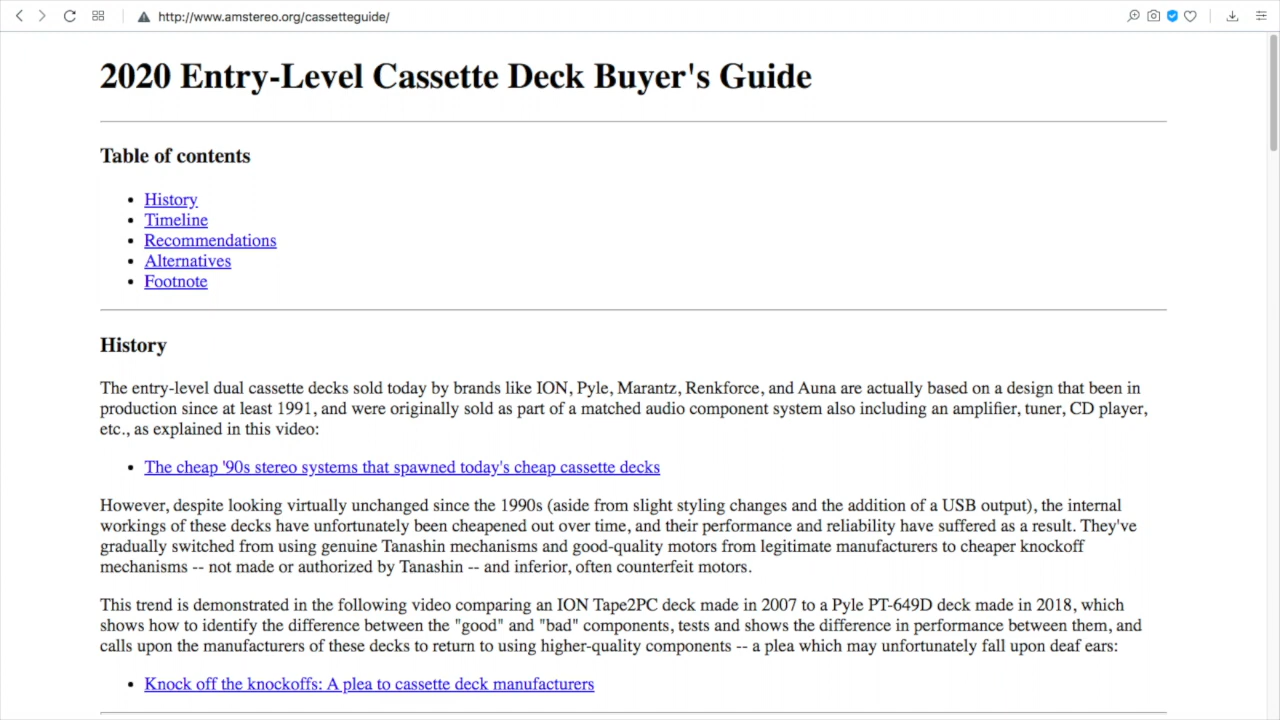 http://www.amstereo.org/cassetteguide/
2020 Entry-Level Cassette Deck Buyer's Guide
Table of contents
History
Timeline
Recommendations
Alternatives
Footnote
History
The entry-level dual cassette decks sold today by brands like ION, Pyle, Marantz, Renkforce, and Auna are actually based on a design that been in
production since at least 1991, and were originally sold as part of a matched audio component system also including an amplifier, tuner, CD player,
etc., as explained in this video:
The cheap '90s stereo systems that spawned today's cheap cassette decks
However, despite looking virtually unchanged since the 1990s (aside from slight styling changes and the addition of a USB output), the internal
workings of these decks have unfortunately been cheapened out over time, and their performance and reliability have suffered as a result. They've
gradually switched from using genuine Tanashin mechanisms and good-quality motors from legitimate manufacturers to cheaper knockoff
mechanisms -- not made or authorized by Tanashin -- and inferior, often counterfeit motors.
This trend is demonstrated in the following video comparing an ION Tape2PC deck made in 2007 to a Pyle PT-649D deck made in 2018, which
shows how to identify the difference between the "good" and "bad" components, tests and shows the difference in performance between them, and
calls upon the manufacturers of these decks to return to using higher-quality components -- a plea which may unfortunately fall upon deaf ears:
Knock off the knockoffs: A plea to cassette deck manufacturers